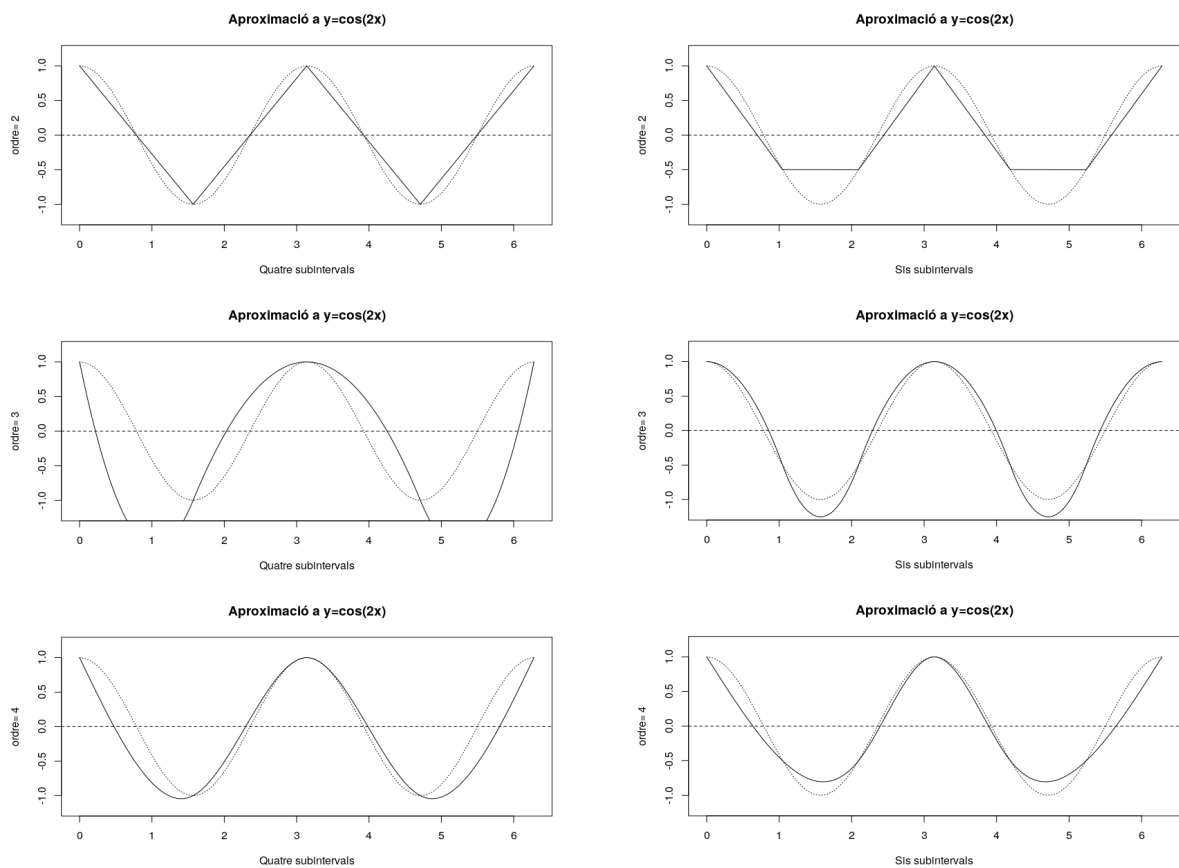 Aproximació a y=cos(2x)
ordre= 2
1.0
0.5
0.0
-0.5
-1.0
0 1 2 3 4 5 6
Quatre subintervals
Aproximació a y=cos(2x)
ordre= 2
1.0
0.5
0.0
-0.5
-1.0
0 1 2 3 4 5 6
Sis subintervals
Aproximació a y=cos(2x)
ordre= 3
1.0
0.5
0.0
-0.5
-1.0
0 1 2 3 4 5 6
Quatre subintervals
Aproximació a y=cos(2x)
ordre= 3
1.0
0.5
0.0
-0.5
-1.0
0 1 2 3 4 5 6
Sis subintervals
Aproximació a y=cos(2x)
ordre= 4
1.0
0.5
0.0
-0.5
-1.0
0 1 2 3 4 5 6
Quatre subintervals
Aproximació a y=cos(2x)
ordre= 4
1.0
0.5
0.0
-0.5
-1.0
0 1 2 3 4 5 6
Sis subintervals